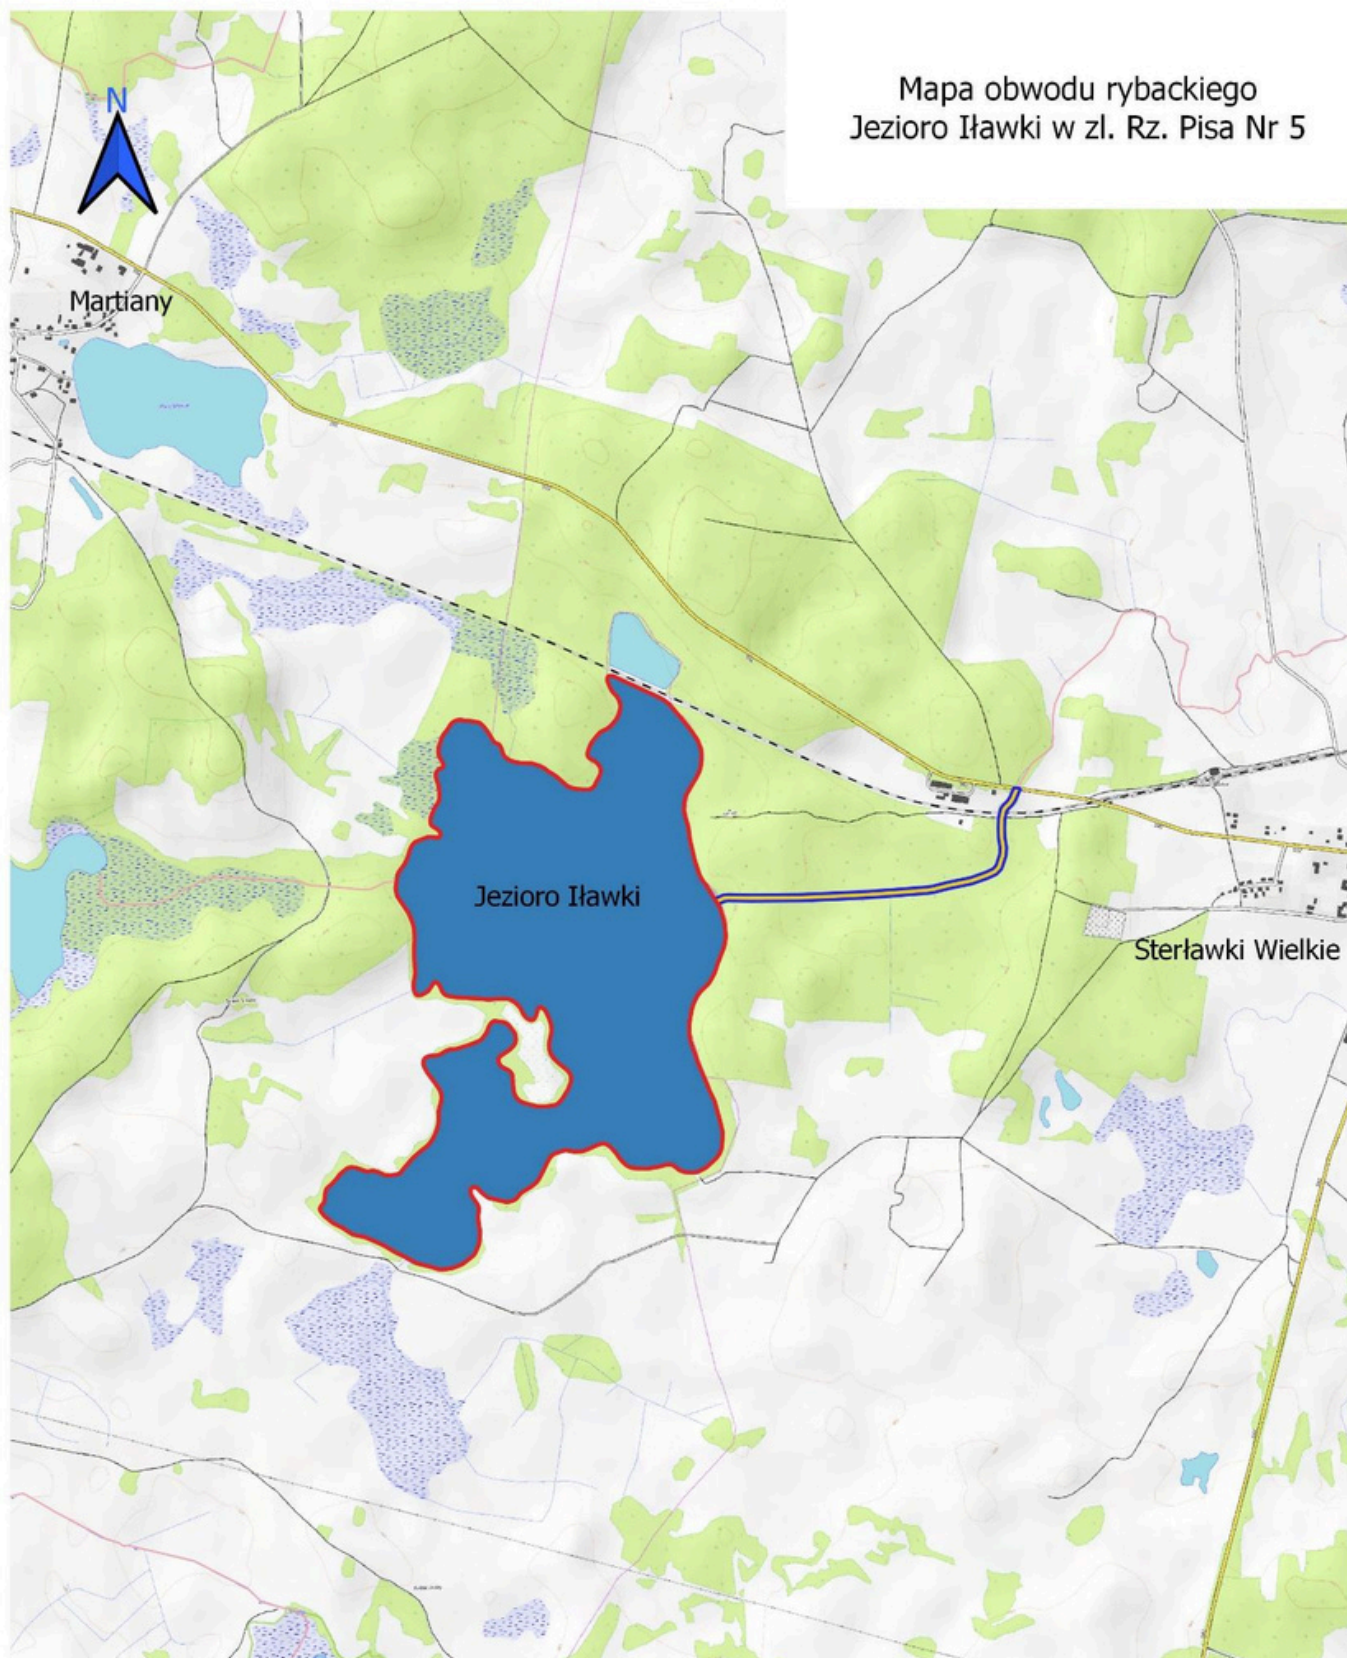 Mapa obwodu rybackiego
Jezioro Iławki w zl. Rz. Pisa Nr 5
N
Martiany
Jezioro Iławki
Sterławki Wielkie